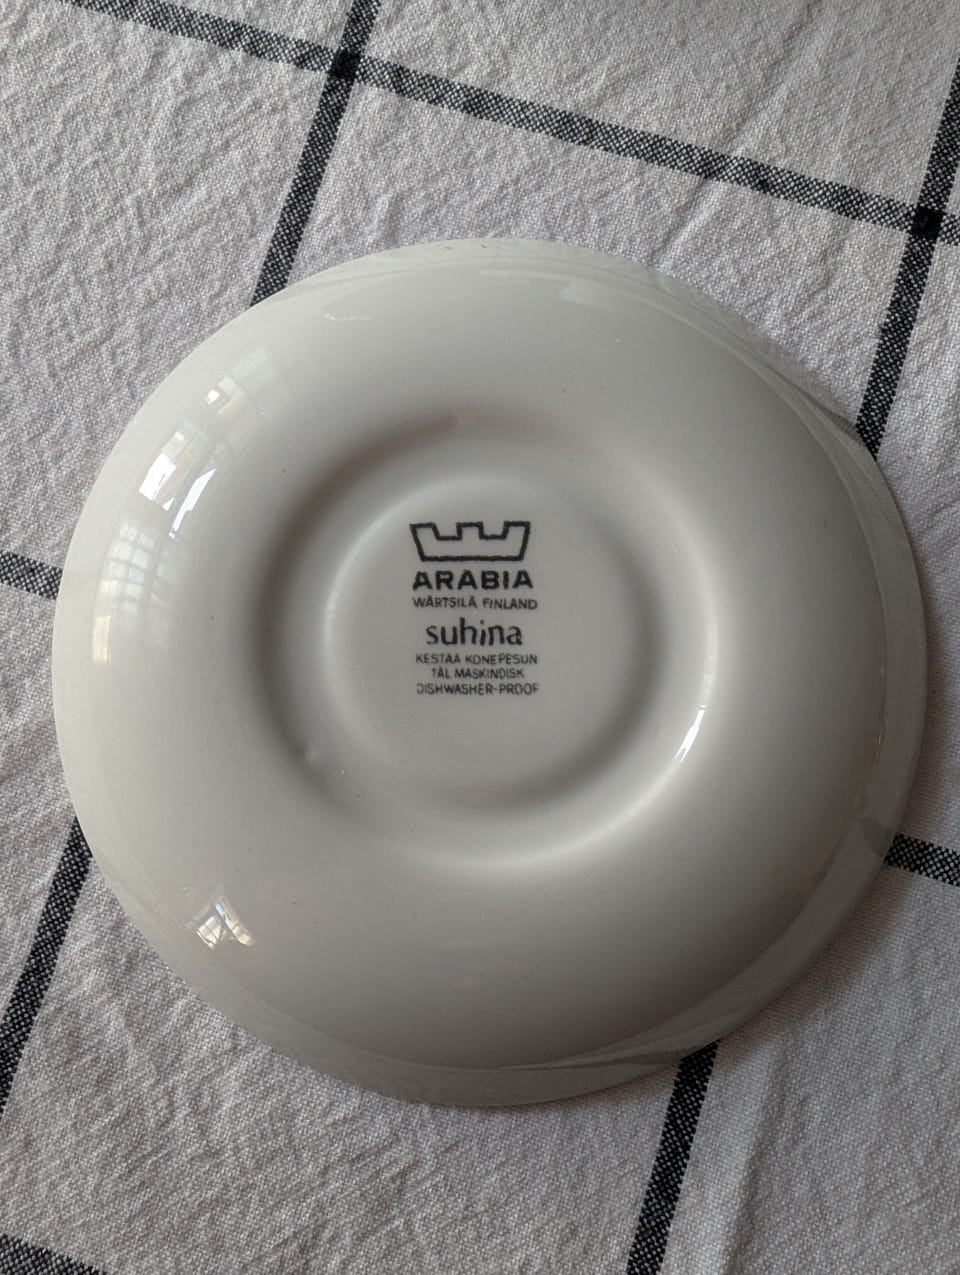 ARABIA
WÄRTSILÄ FINLAND
suhina
KESTÄÄ KONEPESUN
TÅL MASKINDISK
DISHWASHER-PROOF